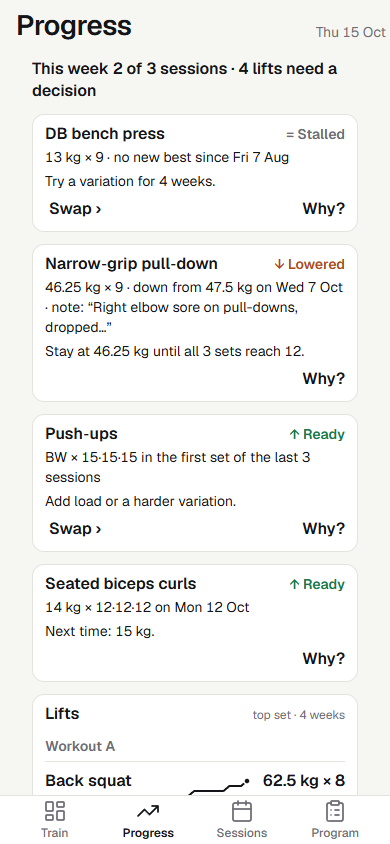 Progress
Thu 15 Oct
This week 2 of 3 sessions · 4 lifts need a
decision
DB bench press
= Stalled
13 kg × 9 · no new best since Fri 7 Aug
Try a variation for 4 weeks.
Swap ›
Why?
Narrow-grip pull-down
↓ Lowered
46.25 kg × 9 · down from 47.5 kg on Wed 7 Oct
· note: “Right elbow sore on pull-downs,
dropped…”
Stay at 46.25 kg until all 3 sets reach 12.
Why?
Push-ups
↑ Ready
BW × 15·15·15 in the first set of the last 3
sessions
Add load or a harder variation.
Swap ›
Why?
Seated biceps curls
↑ Ready
14 kg × 12·12·12 on Mon 12 Oct
Next time: 15 kg.
Why?
Lifts
top set · 4 weeks
Workout A
Back squat
62.5 kg × 8
Train
Progress
Sessions
Program